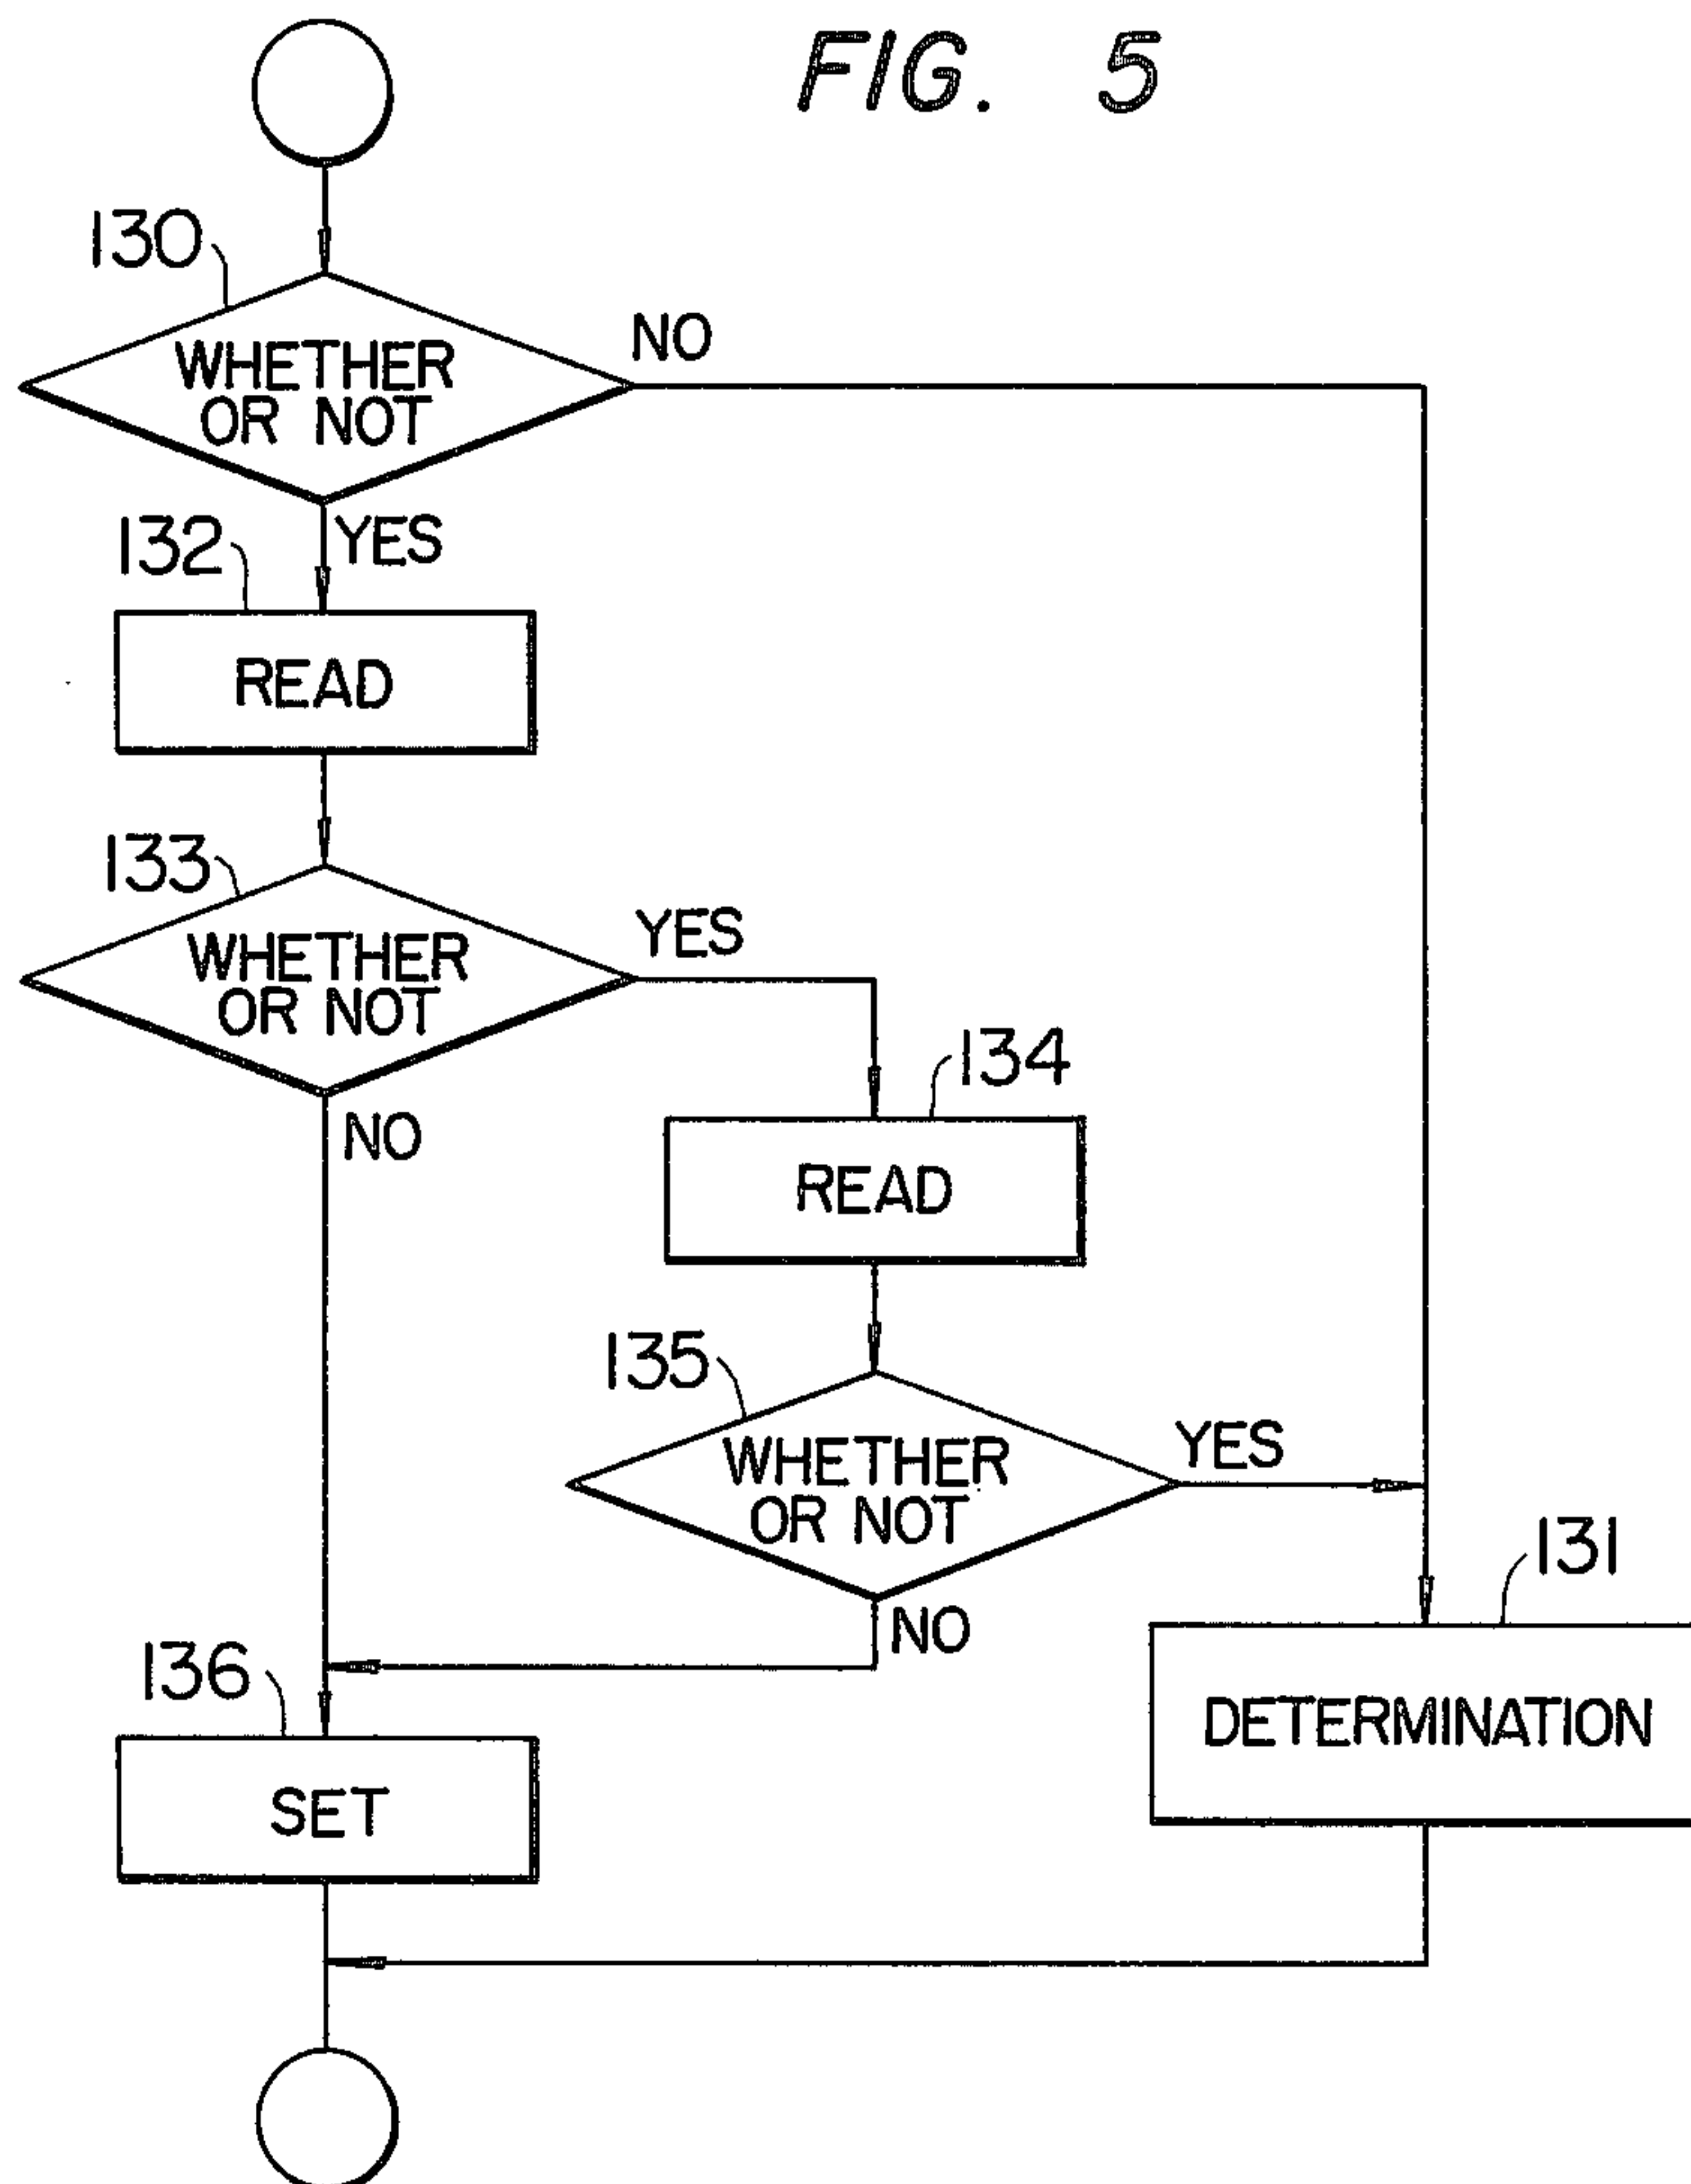 FIG. 5
130
WHETHER
OR NOT
NO
YES
132
READ
133
WHETHER
OR NOT
YES
NO
134
READ
135
WHETHER
OR NOT
YES
NO
131
DETERMINATION
136
SET